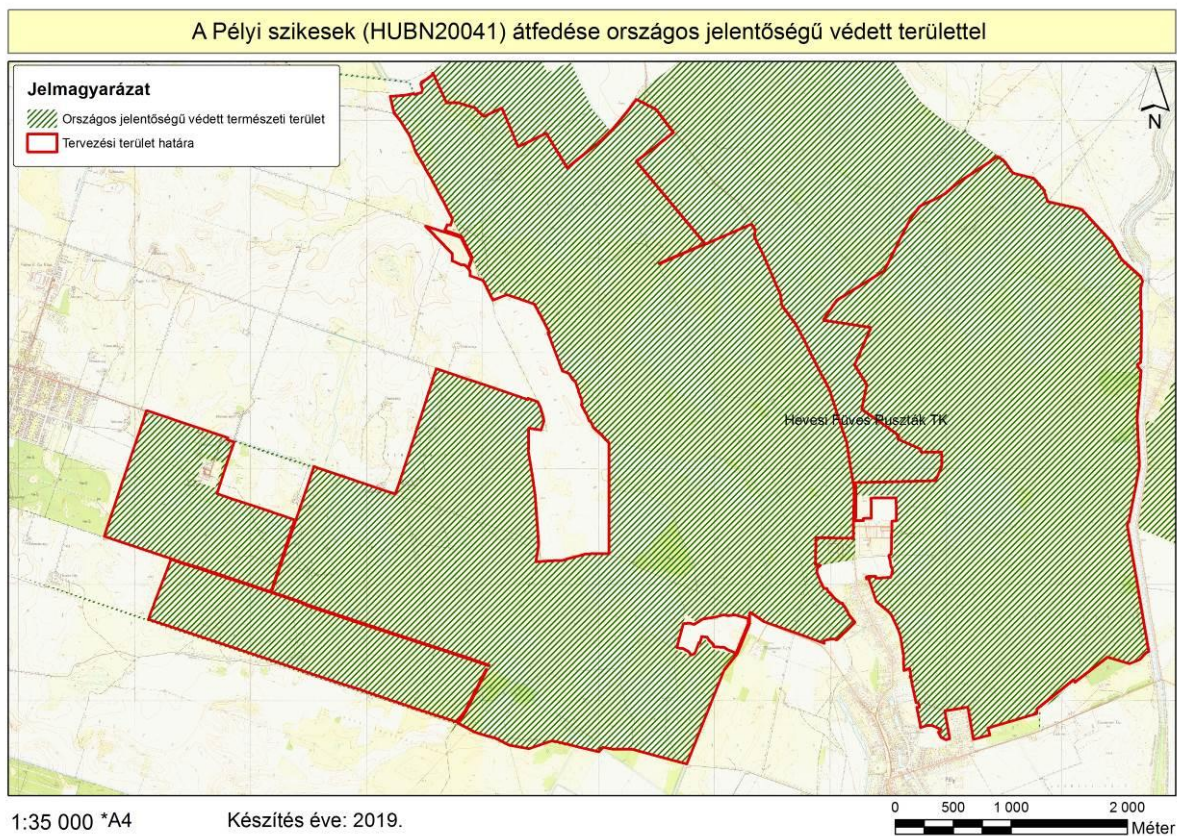 A Pélyi szikesek (HUBN20041) átfedése országos jelentőségű védett területtel
Jelmagyarázat
Országos jelentőségű védett természeti terület
Tervezési terület határa
N
Hevesi Füves Puszták TK
1:35 000 *A4
Készítés éve: 2019.
0 500 1 000 2 000
Méter